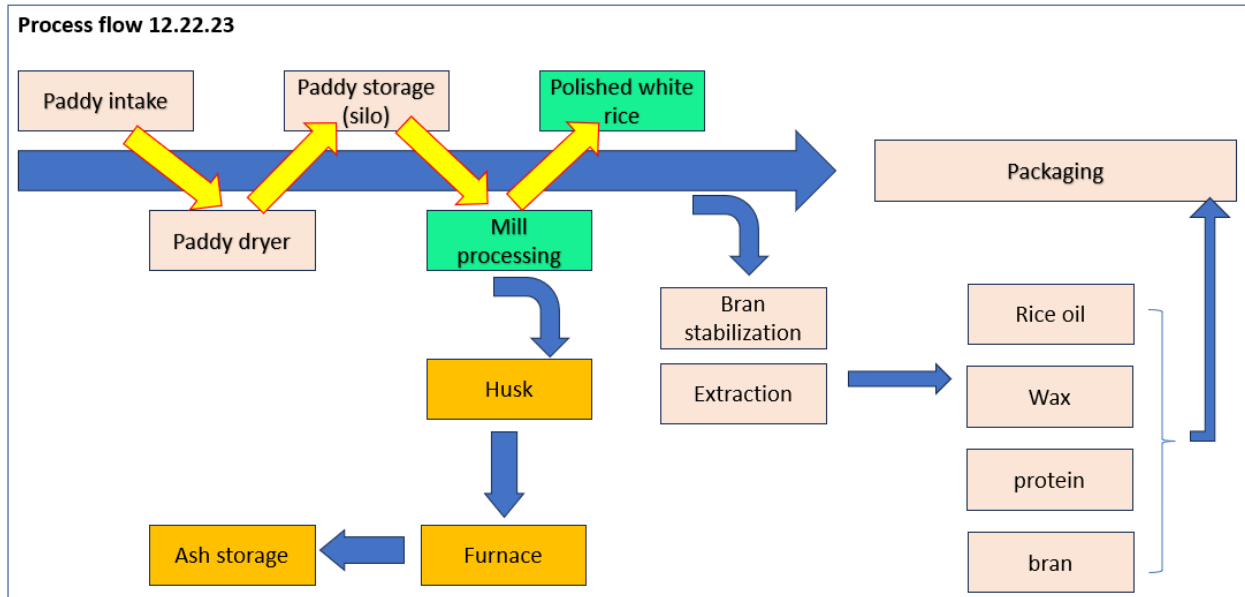 Process flow 12.22.23
Paddy intake
Paddy storage
(silo)
Polished white
rice
Packaging
Paddy dryer
Mill
processing
Bran
stabilization
Rice oil
Husk
Extraction
Wax
protein
Ash storage
Furnace
bran